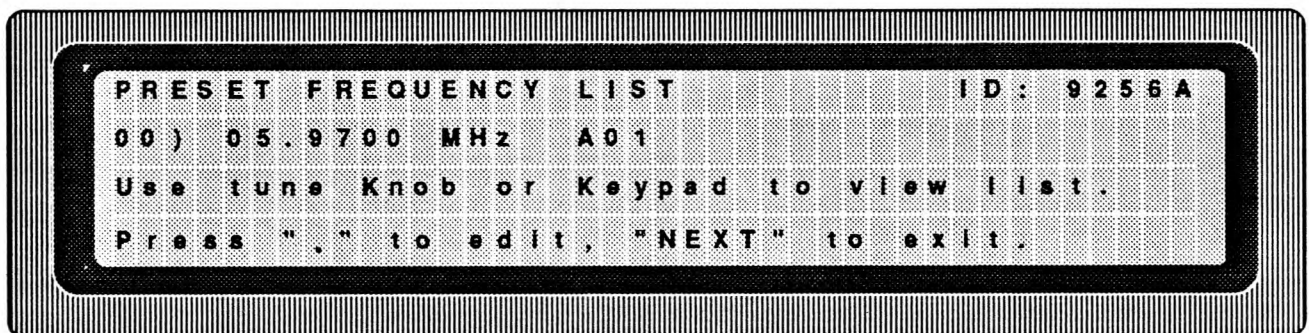 PRESET FREQUENCY LIST ID: 9256A
00) 05.9700 MHz A01
Use tune Knob or Keypad to view list.
Press "." to edit, "NEXT" to exit.